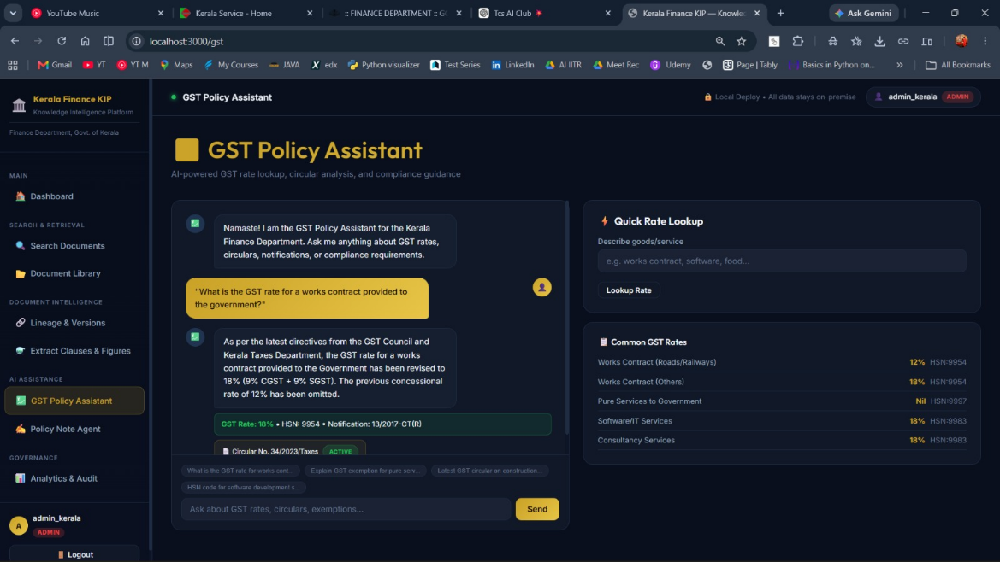 YouTube Music
Kerala Service - Home
:: FINANCE DEPARTMENT :: G
Tcs AI Club
Kerala Finance KIP — Knowle
Ask Gemini
localhost:3000/gst
Gmail
YT
YT M
Maps
My Courses
JAVA
edx
Python visualizer
Test Series
LinkedIn
AI IITR
Meet Rec
Udemy
Page | Tably
Basics in Python on...
All Bookmarks
Kerala Finance KIP
Knowledge Intelligence Platform
Finance Department, Govt. of Kerala
GST Policy Assistant
Local Deploy • All data stays on-premise
admin_kerala ADMIN
MAIN
Dashboard
SEARCH & RETRIEVAL
Search Documents
Document Library
DOCUMENT INTELLIGENCE
Lineage & Versions
Extract Clauses & Figures
AI ASSISTANCE
GST Policy Assistant
Policy Note Agent
GOVERNANCE
Analytics & Audit
A
admin_kerala
ADMIN
Logout
GST Policy Assistant
AI-powered GST rate lookup, circular analysis, and compliance guidance
Namaste! I am the GST Policy Assistant for the Kerala
Finance Department. Ask me anything about GST rates,
circulars, notifications, or compliance requirements.
"What is the GST rate for a works contract provided to
the government?"
As per the latest directives from the GST Council and
Kerala Taxes Department, the GST rate for a works
contract provided to the Government has been revised to
18% (9% CGST + 9% SGST). The previous concessional
rate of 12% has been omitted.
GST Rate: 18% • HSN: 9954 • Notification: 13/2017-CT(R)
Circular No. 34/2023/Taxes ACTIVE
What is the GST rate for works cont...
Explain GST exemption for pure serv...
Latest GST circular on construction...
HSN code for software development s...
Ask about GST rates, circulars, exemptions...
Send
Quick Rate Lookup
Describe goods/service
e.g. works contract, software, food...
Lookup Rate
Common GST Rates
Works Contract (Roads/Railways) 12% HSN:9954
Works Contract (Others) 18% HSN:9954
Pure Services to Government Nil HSN:9997
Software/IT Services 18% HSN:9983
Consultancy Services 18% HSN:9983